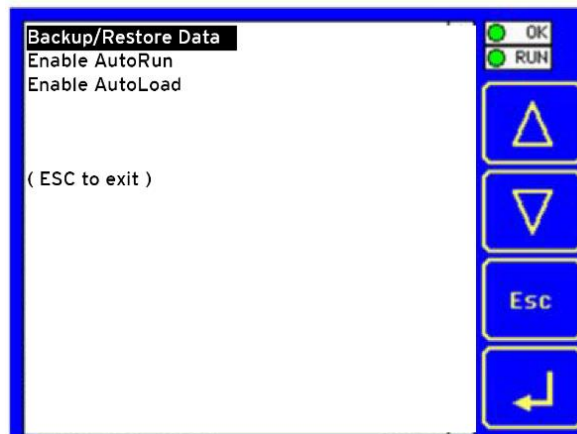 Backup/Restore Data
Enable AutoRun
Enable AutoLoad
( ESC to exit )
OK
RUN
Esc